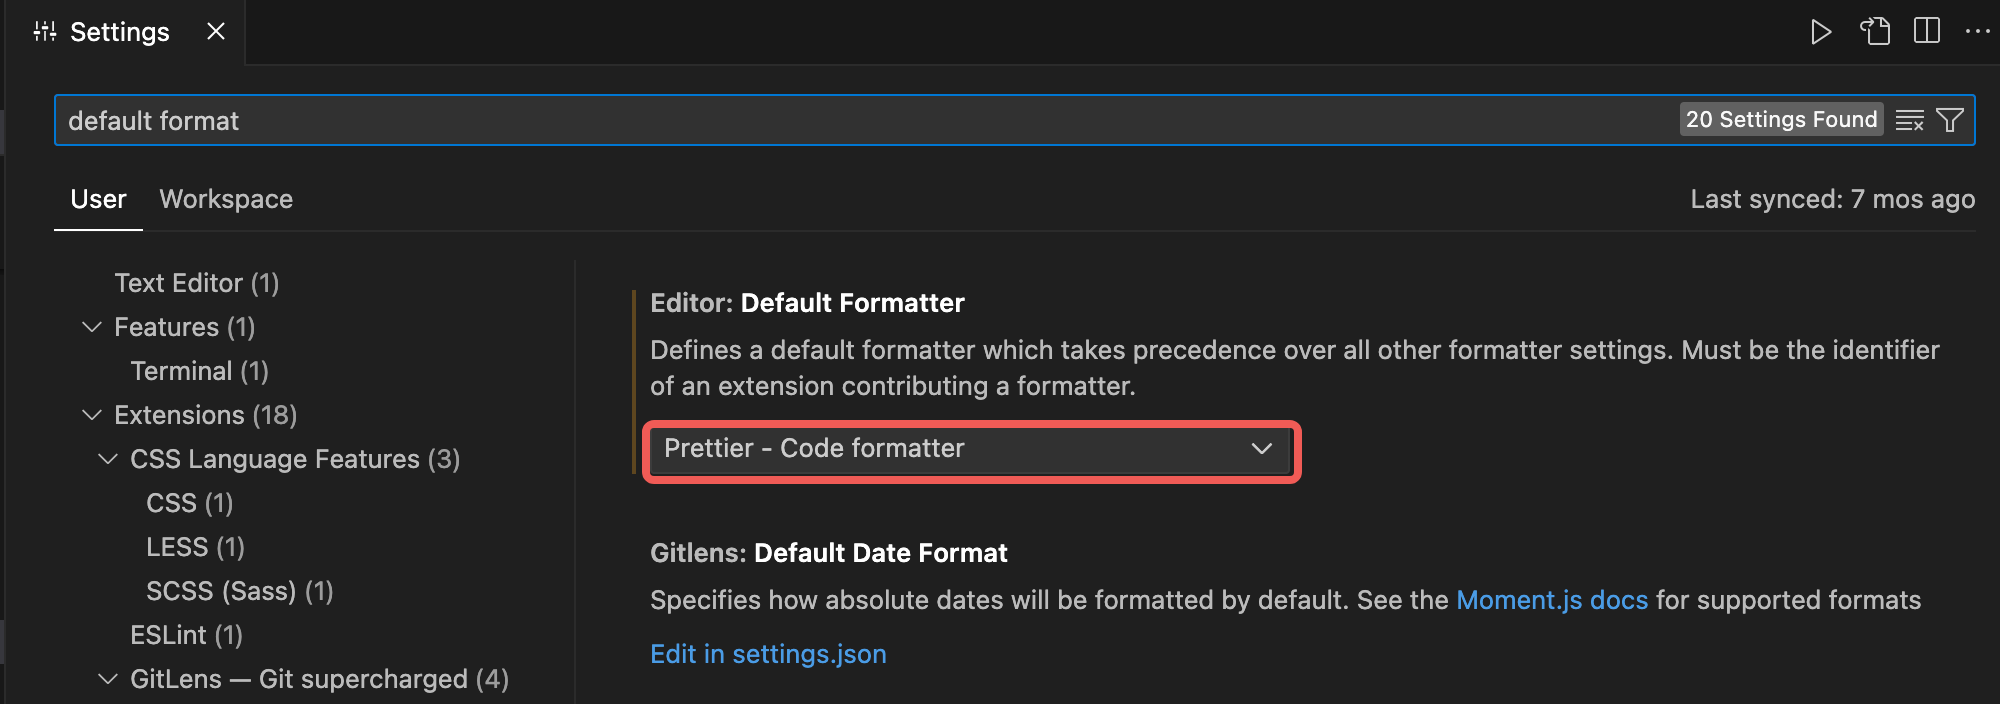 Settings
default format
20 Settings Found
User Workspace
Last synced: 7 mos ago
Text Editor (1)
Features (1)
Terminal (1)
Extensions (18)
CSS Language Features (3)
CSS (1)
LESS (1)
SCSS (Sass) (1)
ESLint (1)
GitLens — Git supercharged (4)
Editor: Default Formatter
Defines a default formatter which takes precedence over all other formatter settings. Must be the identifier
of an extension contributing a formatter.
Prettier - Code formatter
Gitlens: Default Date Format
Specifies how absolute dates will be formatted by default. See the Moment.js docs for supported formats
Edit in settings.json